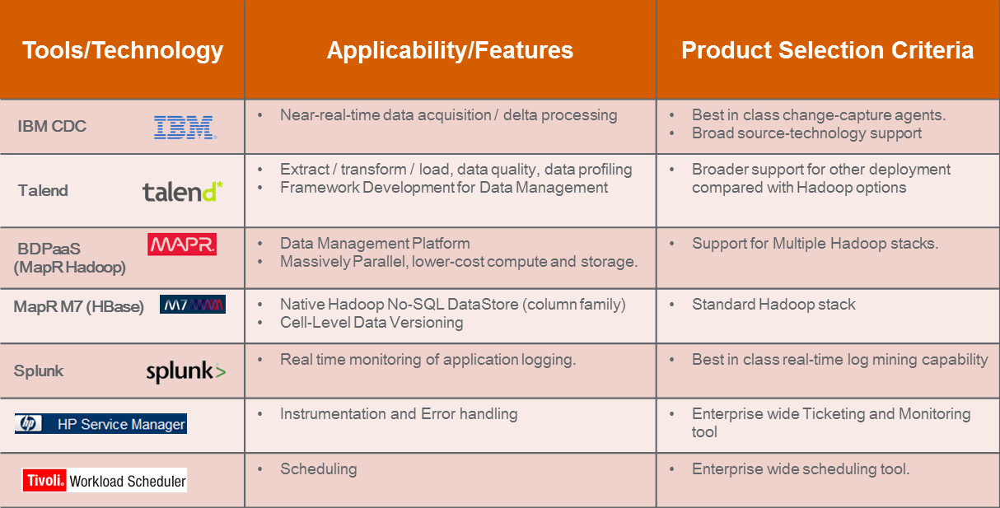 Tools/Technology
Applicability/Features
Product Selection Criteria
IBM CDC
IBM
• Near-real-time data acquisition / delta processing
• Best in class change-capture agents.
• Broad source-technology support
Talend
talend*
• Extract / transform / load, data quality, data profiling
• Framework Development for Data Management
• Broader support for other deployment
compared with Hadoop options
BDPaaS
(MapR Hadoop)
MAPR.
• Data Management Platform
• Massively Parallel, lower-cost compute and storage.
• Support for Multiple Hadoop stacks.
MapR M7 (HBase)
M7
• Native Hadoop No-SQL DataStore (column family)
• Cell-Level Data Versioning
• Standard Hadoop stack
Splunk
splunk>
• Real time monitoring of application logging.
• Best in class real-time log mining capability
hp HP Service Manager
• Instrumentation and Error handling
• Enterprise wide Ticketing and Monitoring
tool
Tivoli. Workload Scheduler
• Scheduling
• Enterprise wide scheduling tool.